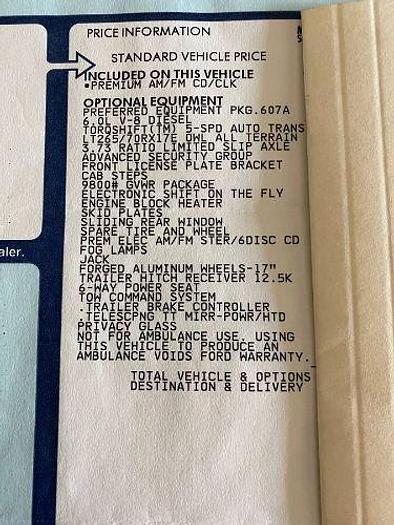 PRICE INFORMATION
STANDARD VEHICLE PRICE
INCLUDED ON THIS VEHICLE
•PREMIUM AM/FM CD/CLK
OPTIONAL EQUIPMENT
PREFERRED EQUIPMENT PKG.607A
6.0L V-8 DIESEL
TORQSHIFT(TM) 5-SPD AUTO TRANS
LT265/70RX17E OWL ALL TERRAIN
3.73 RATIO LIMITED SLIP AXLE
ADVANCED SECURITY GROUP
FRONT LICENSE PLATE BRACKET
CAB STEPS
9800# GVWR PACKAGE
ELECTRONIC SHIFT ON THE FLY
ENGINE BLOCK HEATER
SKID PLATES
SLIDING REAR WINDOW
SPARE TIRE AND WHEEL
PREM ELEC AM/FM STER/6DISC CD
FOG LAMPS
JACK
FORGED ALUMINUM WHEELS-17"
TRAILER HITCH RECEIVER 12.5K
6-WAY POWER SEAT
TOW COMMAND SYSTEM
.TRAILER BRAKE CONTROLLER
.TELESCPNG TT MIRR-POWR/HTD
PRIVACY GLASS
NOT FOR AMBULANCE USE. USING
THIS VEHICLE TO PRODUCE AN
AMBULANCE VOIDS FORD WARRANTY.
TOTAL VEHICLE & OPTIONS
DESTINATION & DELIVERY
aler.